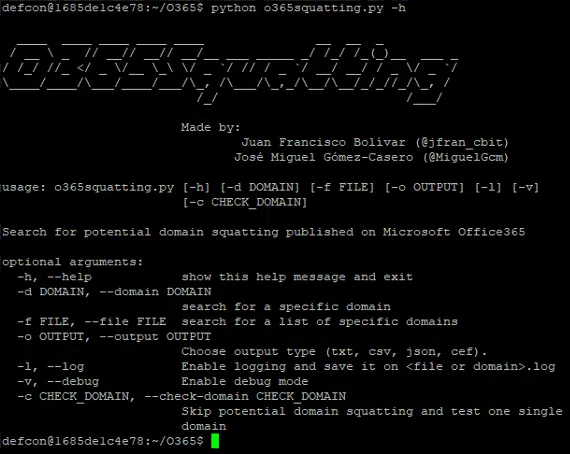 defcon@1685de1c4e78:~/O365$ python o365squatting.py -h
O365Squatting
Made by:
Juan Francisco Bolívar (@jfran_cbit)
José Miguel Gómez-Casero (@MiguelGcm)
usage: o365squatting.py [-h] [-d DOMAIN] [-f FILE] [-o OUTPUT] [-l] [-v]
[-c CHECK_DOMAIN]
Search for potential domain squatting published on Microsoft Office365
optional arguments:
-h, --help show this help message and exit
-d DOMAIN, --domain DOMAIN
search for a specific domain
-f FILE, --file FILE search for a list of specific domains
-o OUTPUT, --output OUTPUT
Choose output type (txt, csv, json, cef).
-l, --log Enable logging and save it on <file or domain>.log
-v, --debug Enable debug mode
-c CHECK_DOMAIN, --check-domain CHECK_DOMAIN
Skip potential domain squatting and test one single
domain
defcon@1685de1c4e78:~/O365$